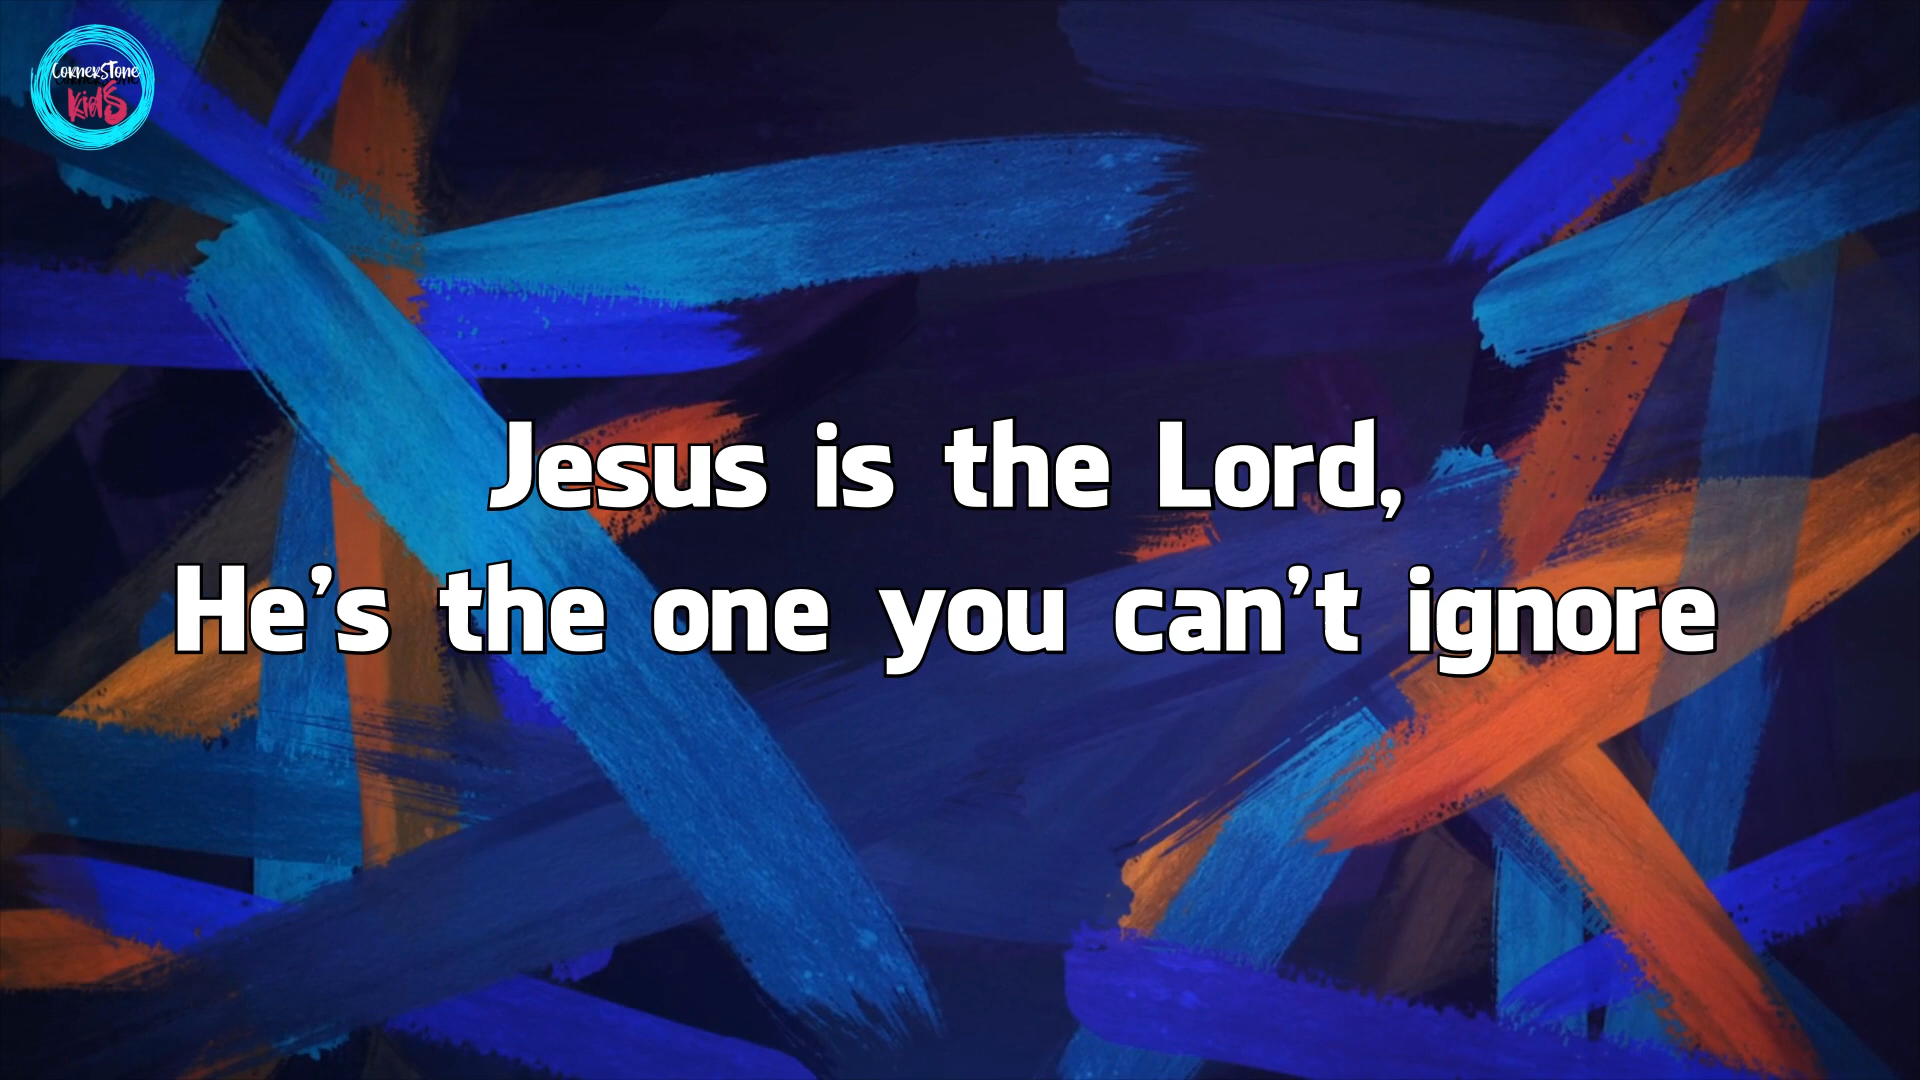 CornerStone
Kids
Jesus is the Lord,
He’s the one you can’t ignore